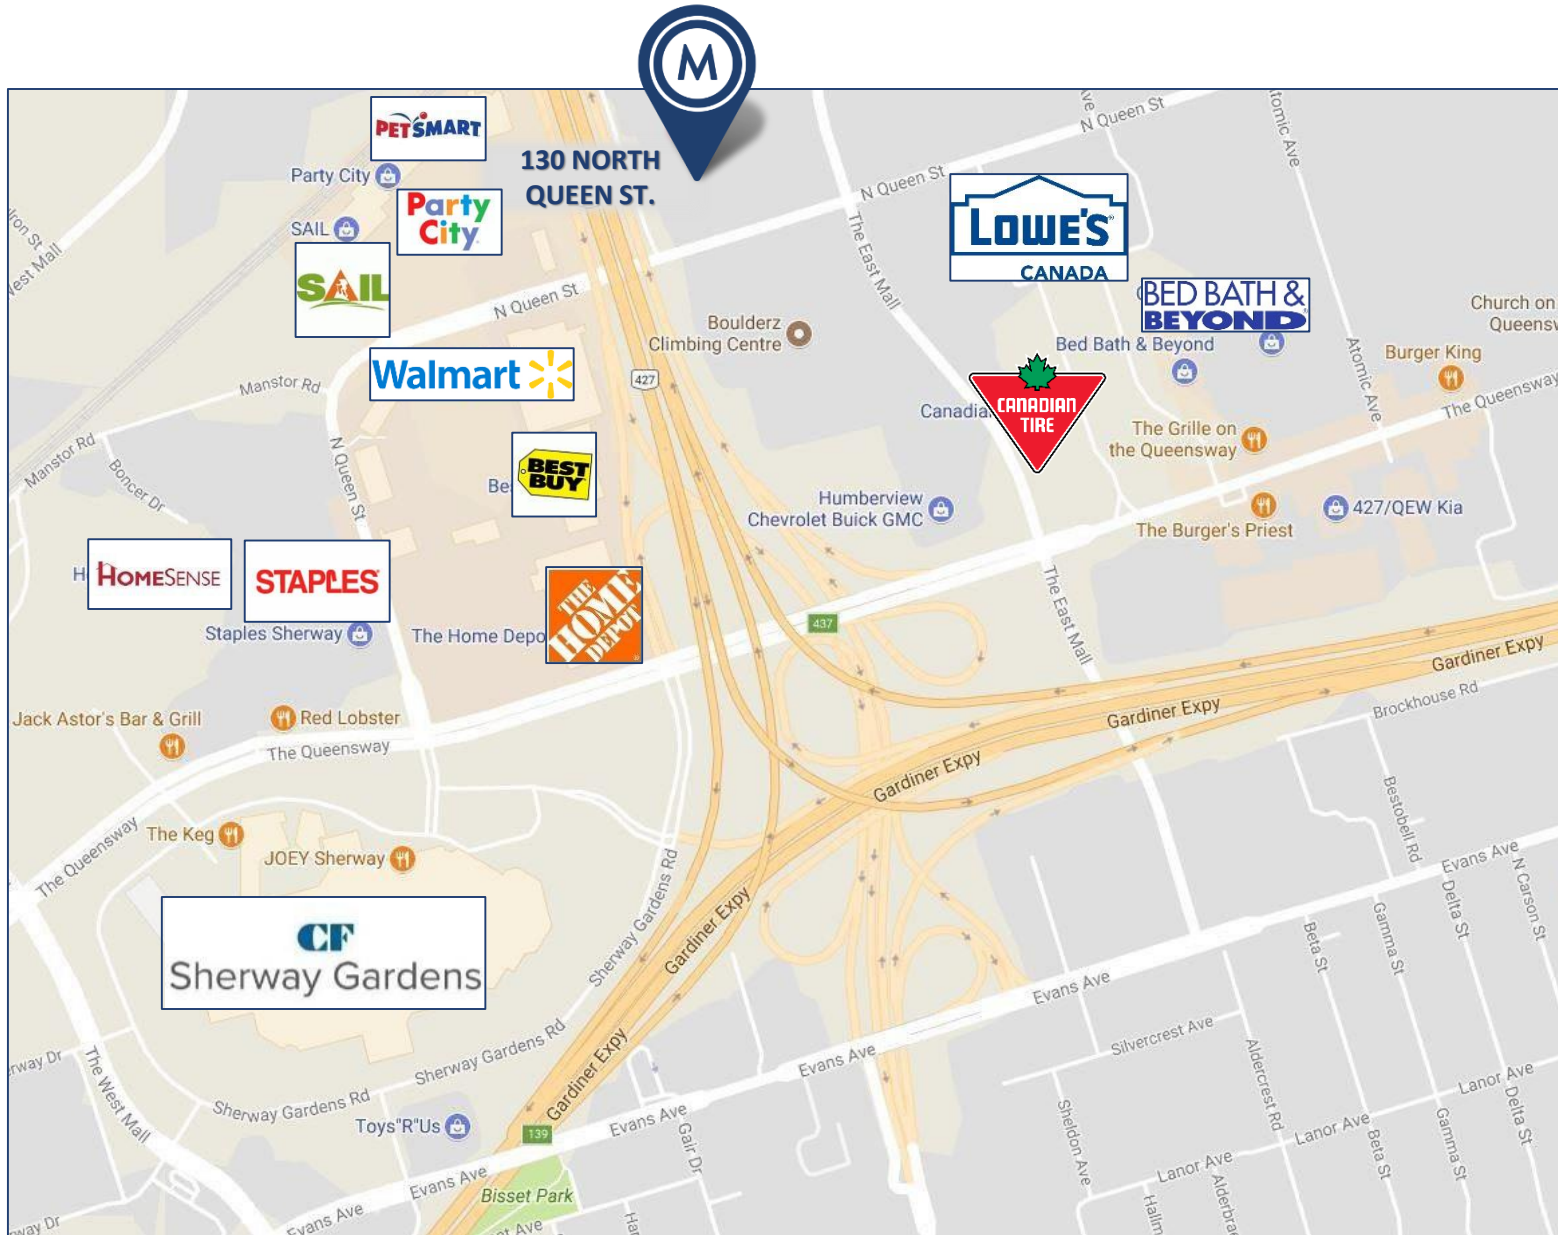 M
130 NORTH
QUEEN ST.
PETSMART
Party City
Party
City
SAIL
SAIL
West Mall
N Queen St
N Queen St
N Queen St
Atomic Ave
The East Mall
LOWE'S
CANADA
BED BATH &
BEYOND
Bed Bath & Beyond
Church on
Burger King
Atomic Ave
The Queensway
Boulderz
Climbing Centre
427
Walmart
Manstor Rd
Manstor Rd
Boncer Dr
N Queen St
BEST
BUY
CANADIAN
TIRE
The Grille on
the Queensway
Humberview
Chevrolet Buick GMC
427/QEW Kia
The Burger's Priest
HOMESENSE
STAPLES
Staples Sherway
The Home Depo
THE
HOME
DEPOT
437
The East Mall
Gardiner Expy
Gardiner Expy
Gardiner Expy
Brockhouse Rd
Jack Astor's Bar & Grill
Red Lobster
The Queensway
The Queensway
The Keg
JOEY Sherway
Bestobell Rd
Evans Ave
N Carson St
Delta St
Gamma St
Beta St
CF
Sherway Gardens
Sherway Gardens Rd
Gardiner Expy
Evans Ave
Evans Ave
Silvercrest Ave
Aldercrest Rd
Lanor Ave
Delta St
The West Mall
Sherway Gardens Rd
Sherway Gardens Rd
Gardiner Expy
Toys"R"Us
139
Evans Ave
Gair Dr
Sheldon Ave
Lanor Ave
Beta St
Gamma St
Lanor Ave
Evans Ave
Bisset Park
Evans Ave